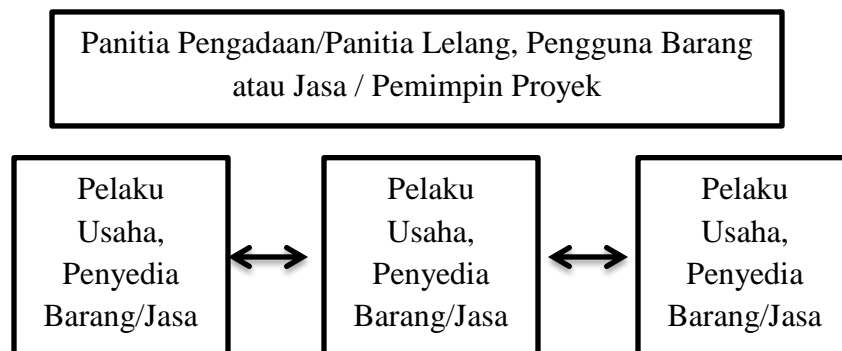 Panitia Pengadaan/Panitia Lelang, Pengguna Barang
atau Jasa / Pemimpin Proyek
Pelaku
Usaha,
Penyedia
Barang/Jasa
Pelaku
Usaha,
Penyedia
Barang/Jasa
Pelaku
Usaha,
Penyedia
Barang/Jasa